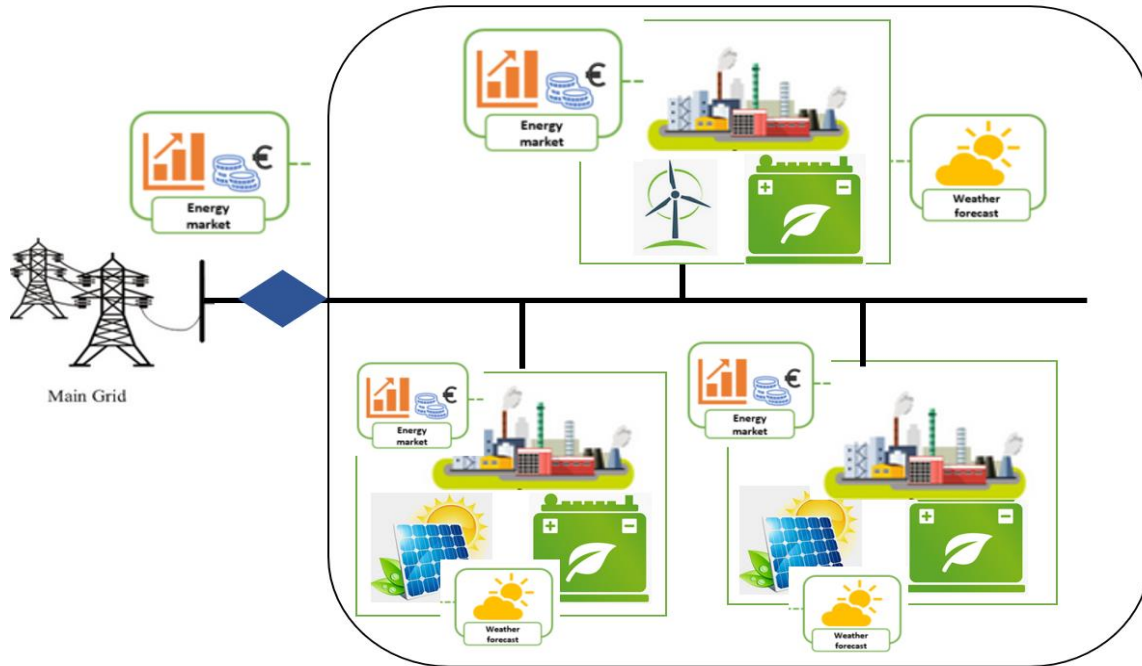 €
Energy
market
€
Energy
market
Weather
forecast
+ −
Main Grid
€
Energy
market
€
Energy
market
+ −
+ −
Weather
forecast
Weather
forecast